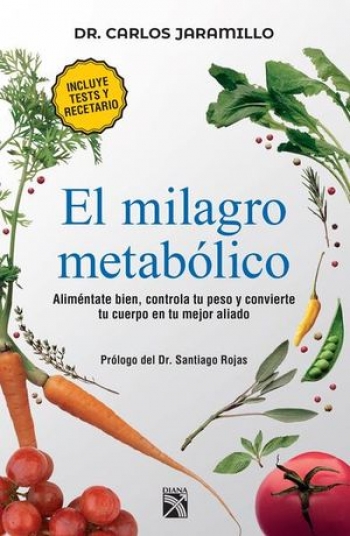 DR. CARLOS JARAMILLO
INCLUYE
TESTS Y
RECETARIO
El milagro
metabólico
Aliméntate bien, controla tu peso y convierte
tu cuerpo en tu mejor aliado
Prólogo del Dr. Santiago Rojas
DIANA